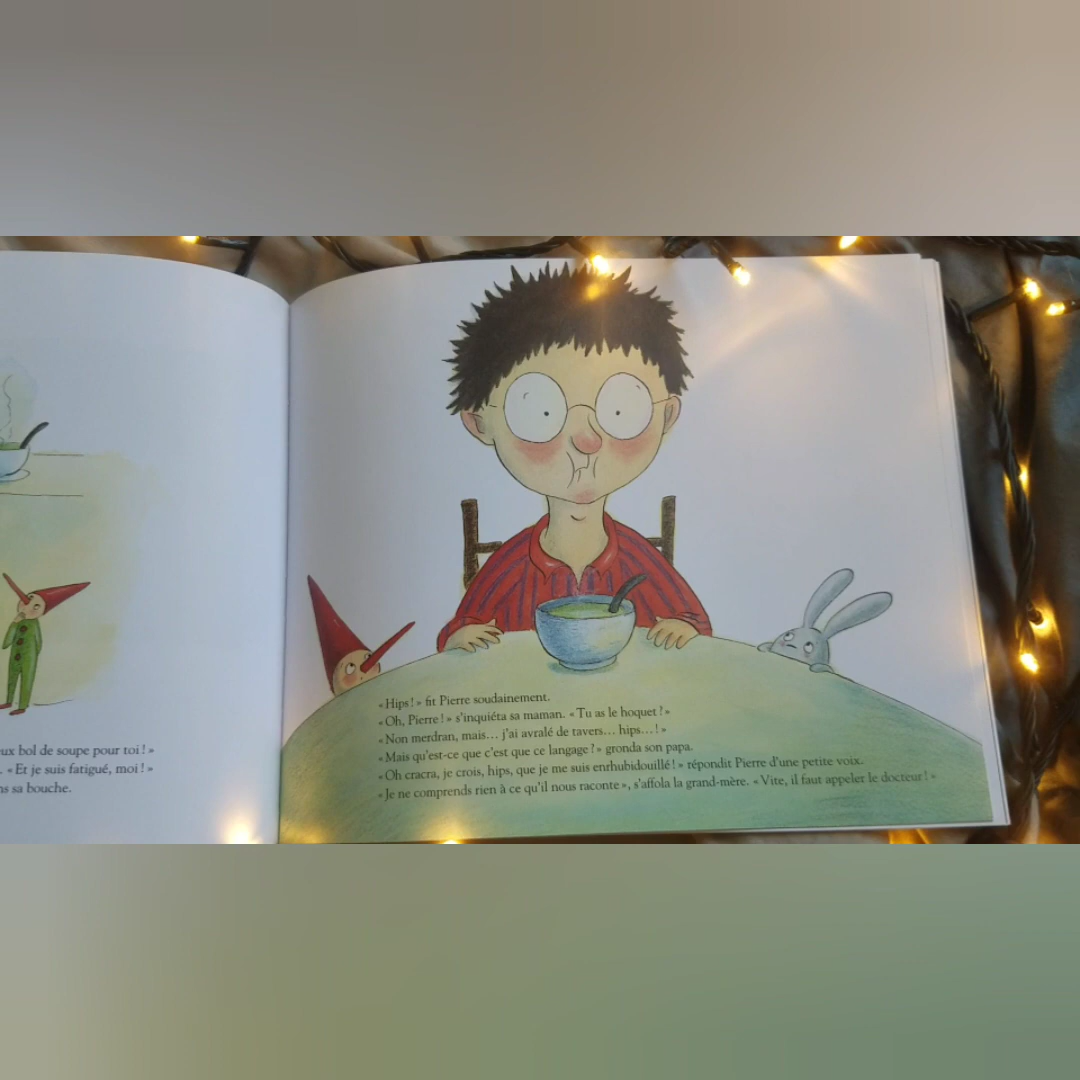 ux bol de soupe pour toi ! »
. « Et je suis fatigué, moi ! »
ns sa bouche.
« Hips ! » fit Pierre soudainement.
« Oh, Pierre ! » s'inquiéta sa maman. « Tu as le hoquet ? »
« Non merdran, mais… j'ai avralé de tavers… hips… ! »
« Mais qu'est-ce que c'est que ce langage ? » gronda son papa.
« Oh cracra, je crois, hips, que je me suis enrhubidouillé ! » répondit Pierre d'une petite voix.
« Je ne comprends rien à ce qu'il nous raconte », s'affola la grand-mère. « Vite, il faut appeler le docteur ! »